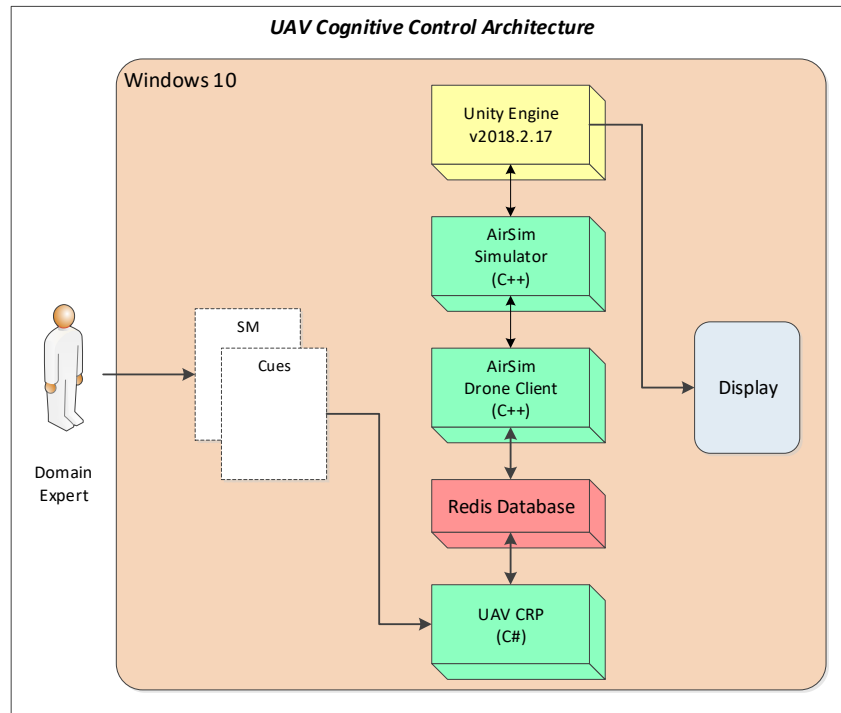 UAV Cognitive Control Architecture
Windows 10
Unity Engine
v2018.2.17
AirSim
Simulator
(C++)
SM
Cues
AirSim
Drone Client
(C++)
Display
Domain
Expert
Redis Database
UAV CRP
(C#)